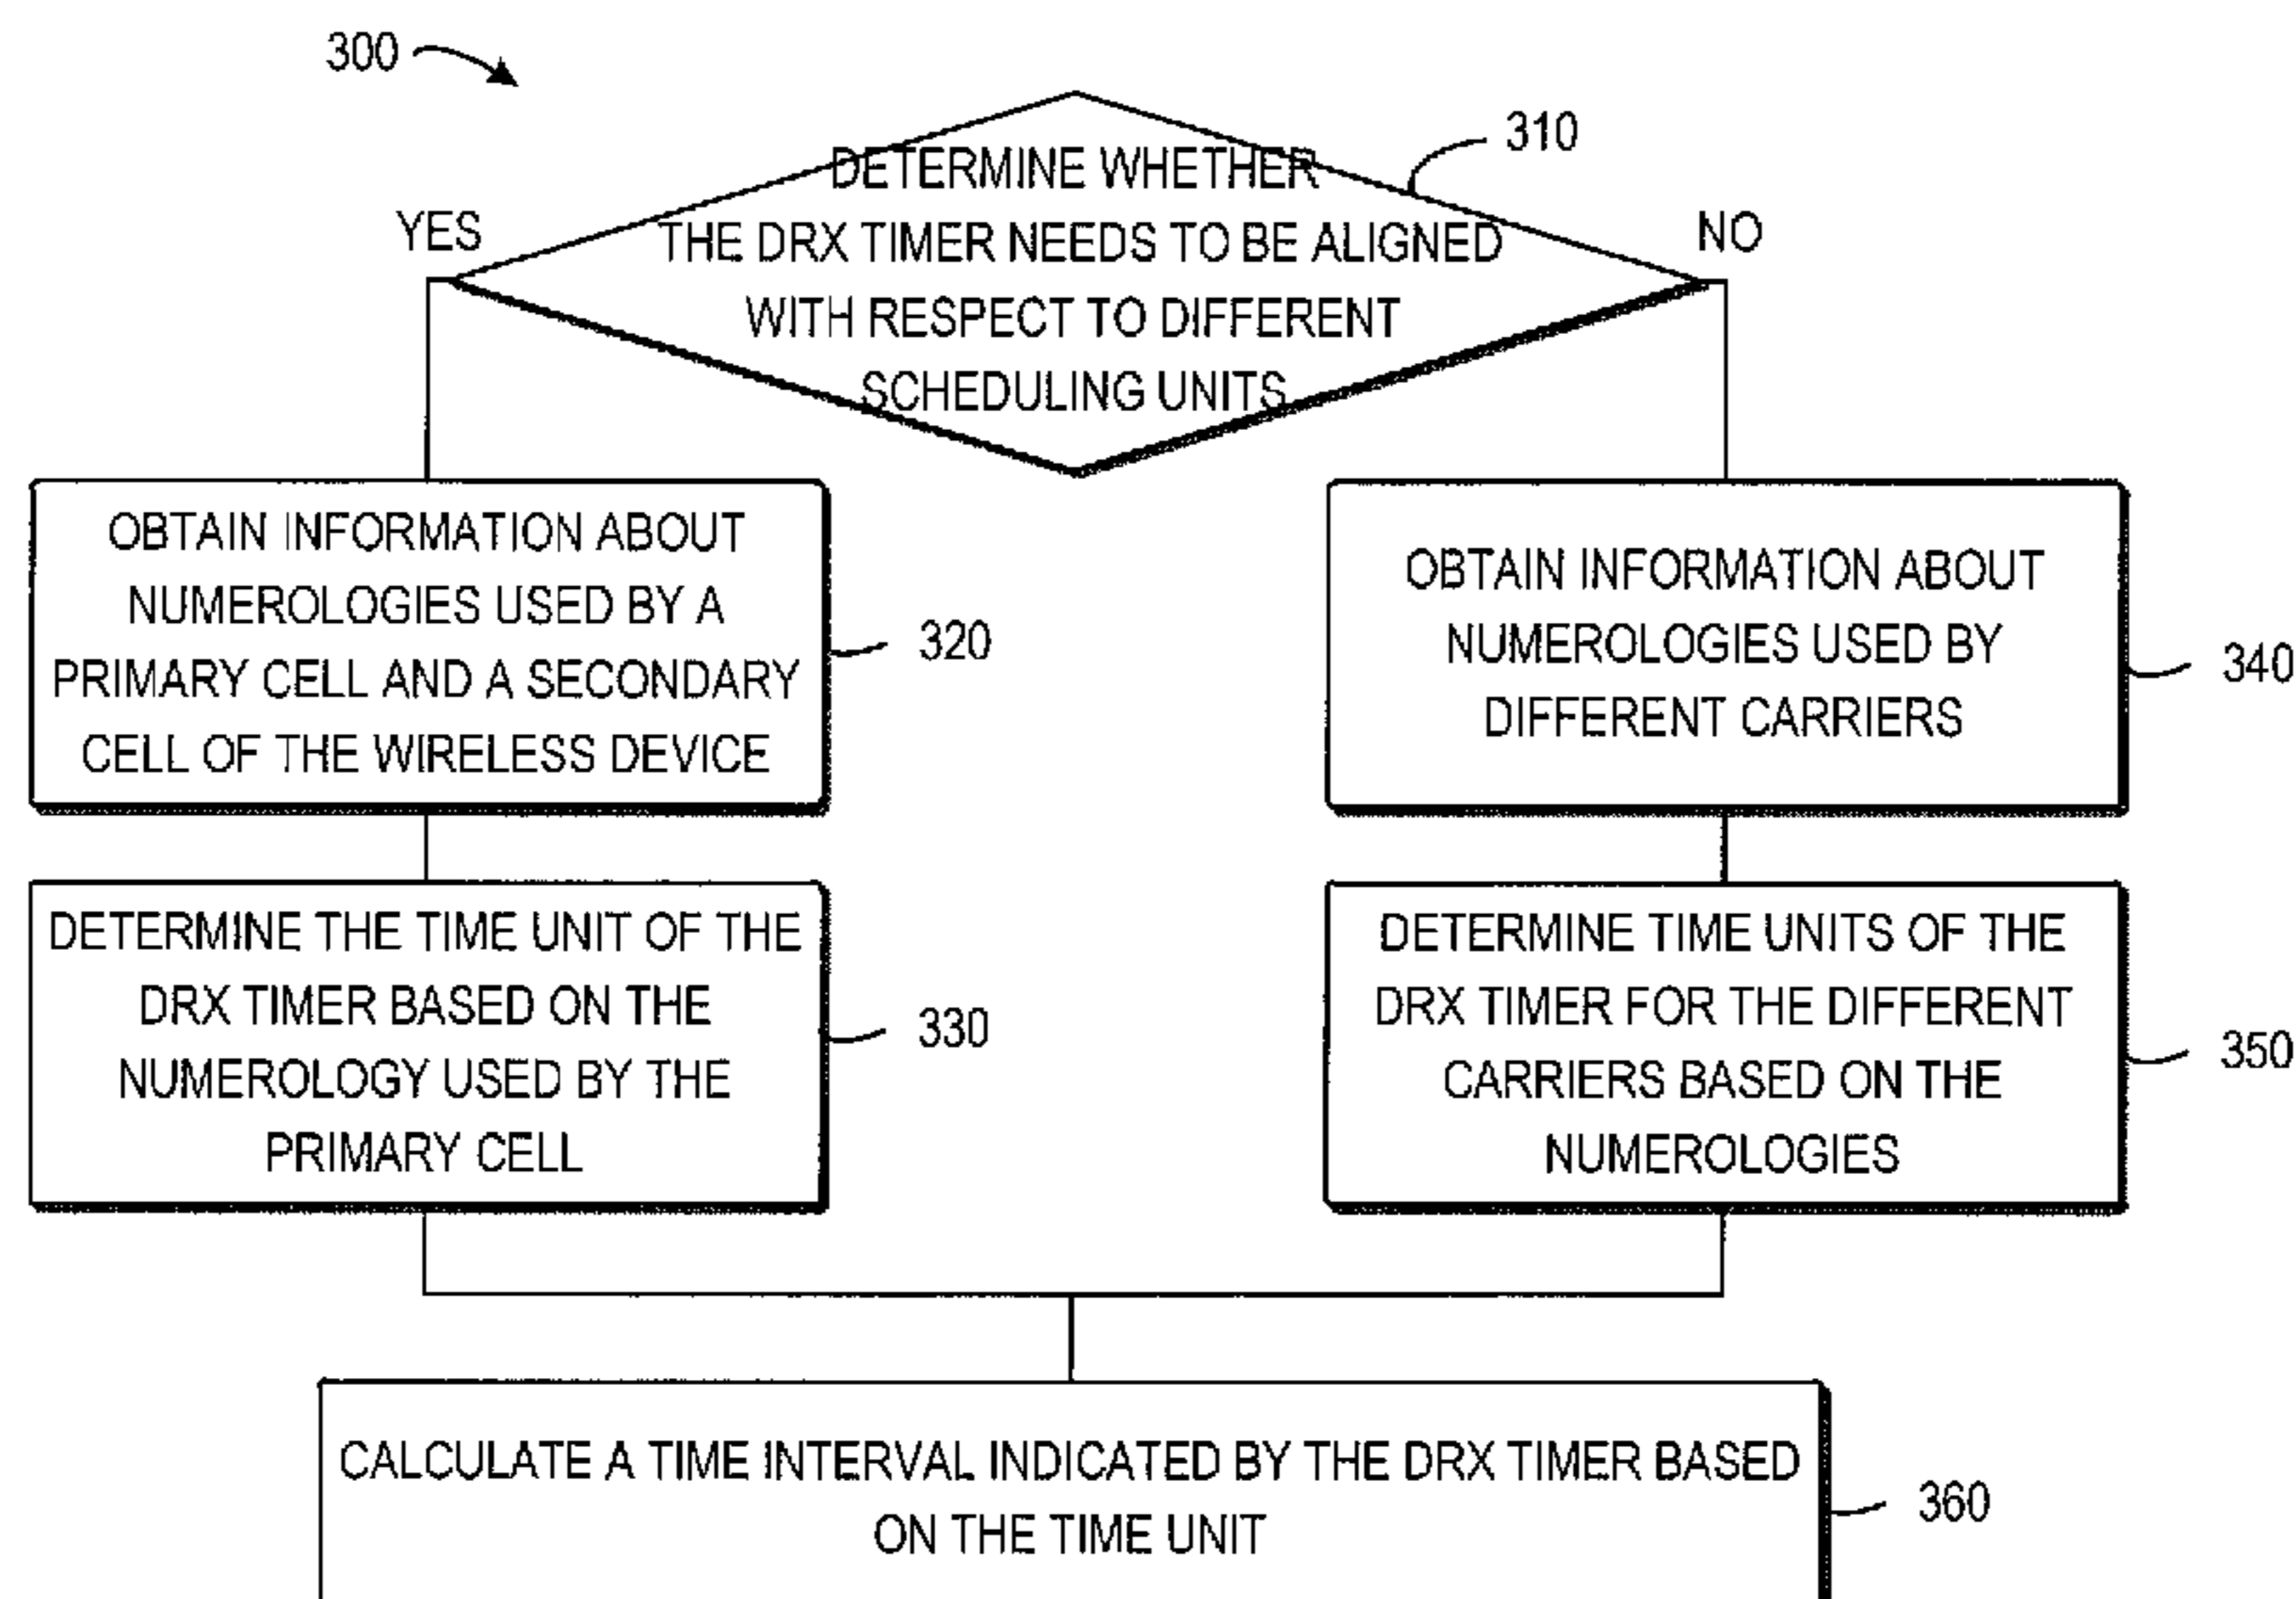 300
310
DETERMINE WHETHER
THE DRX TIMER NEEDS TO BE ALIGNED
WITH RESPECT TO DIFFERENT
SCHEDULING UNITS
YES
NO
OBTAIN INFORMATION ABOUT
NUMEROLOGIES USED BY A
PRIMARY CELL AND A SECONDARY
CELL OF THE WIRELESS DEVICE
320
OBTAIN INFORMATION ABOUT
NUMEROLOGIES USED BY
DIFFERENT CARRIERS
340
DETERMINE THE TIME UNIT OF THE
DRX TIMER BASED ON THE
NUMEROLOGY USED BY THE
PRIMARY CELL
330
DETERMINE TIME UNITS OF THE
DRX TIMER FOR THE DIFFERENT
CARRIERS BASED ON THE
NUMEROLOGIES
350
CALCULATE A TIME INTERVAL INDICATED BY THE DRX TIMER BASED
ON THE TIME UNIT
360